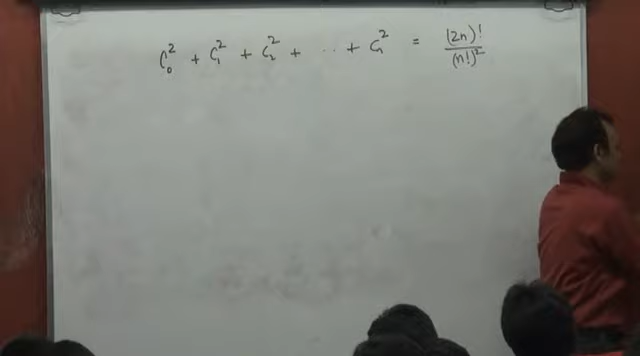 C₀² + C₁² + C₂² + ... + Cₙ² = (2n)! / (n!)²